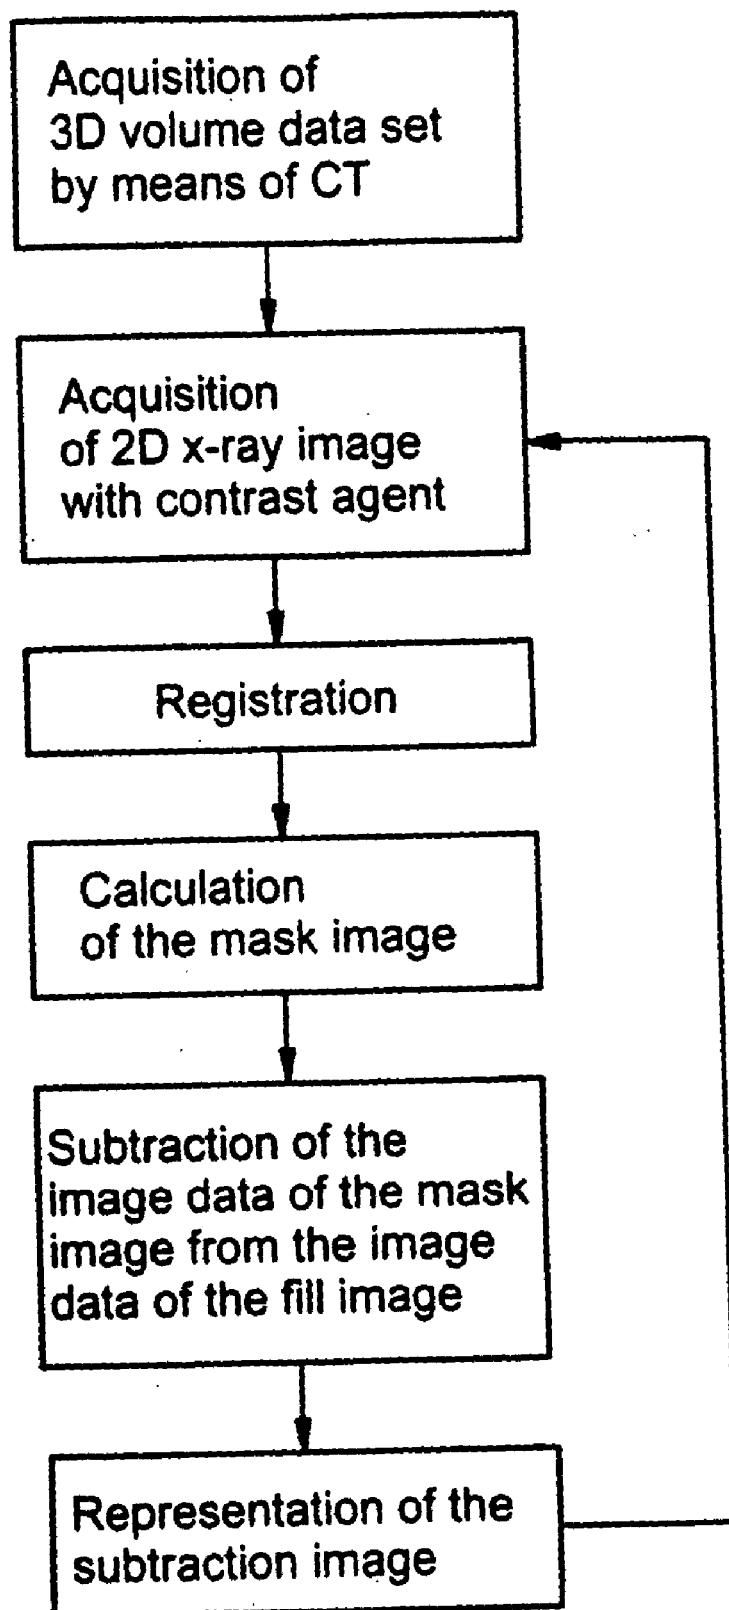 Acquisition of
3D volume data set
by means of CT
Acquisition
of 2D x-ray image
with contrast agent
Registration
Calculation
of the mask image
Subtraction of the
image data of the mask
image from the image
data of the fill image
Representation of the
subtraction image